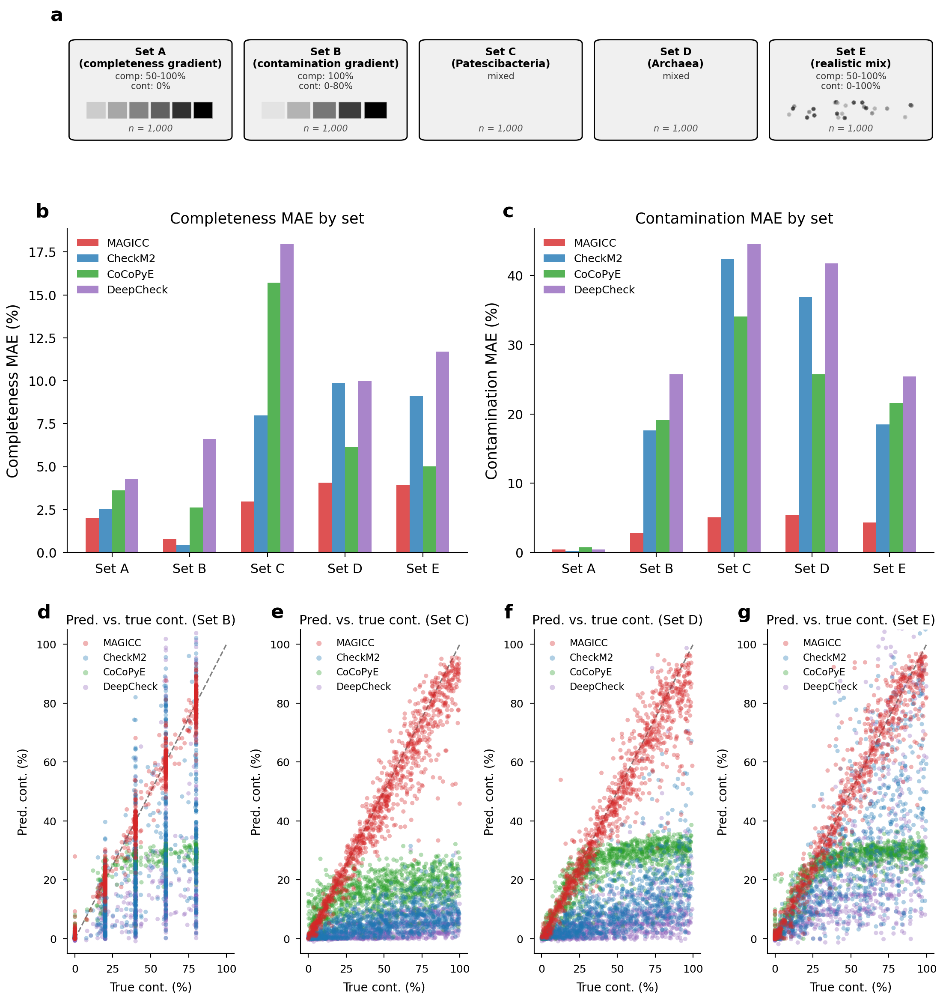 a
Set A
(completeness gradient)
comp: 50-100%
cont: 0%
n = 1,000
Set B
(contamination gradient)
comp: 100%
cont: 0-80%
n = 1,000
Set C
(Patescibacteria)
mixed
n = 1,000
Set D
(Archaea)
mixed
n = 1,000
Set E
(realistic mix)
comp: 50-100%
cont: 0-100%
n = 1,000
b
Completeness MAE by set
MAGICC
CheckM2
CoCoPyE
DeepCheck
Completeness MAE (%)
17.5
15.0
12.5
10.0
7.5
5.0
2.5
0.0
Set A
Set B
Set C
Set D
Set E
c
Contamination MAE by set
MAGICC
CheckM2
CoCoPyE
DeepCheck
Contamination MAE (%)
40
30
20
10
0
Set A
Set B
Set C
Set D
Set E
d
Pred. vs. true cont. (Set B)
MAGICC
CheckM2
CoCoPyE
DeepCheck
Pred. cont. (%)
100
80
60
40
20
0
0
25
50
75
100
True cont. (%)
e
Pred. vs. true cont. (Set C)
MAGICC
CheckM2
CoCoPyE
DeepCheck
Pred. cont. (%)
100
80
60
40
20
0
0
25
50
75
100
True cont. (%)
f
Pred. vs. true cont. (Set D)
MAGICC
CheckM2
CoCoPyE
DeepCheck
Pred. cont. (%)
100
80
60
40
20
0
0
25
50
75
100
True cont. (%)
g
Pred. vs. true cont. (Set E)
MAGICC
CheckM2
CoCoPyE
DeepCheck
Pred. cont. (%)
100
80
60
40
20
0
0
25
50
75
100
True cont. (%)